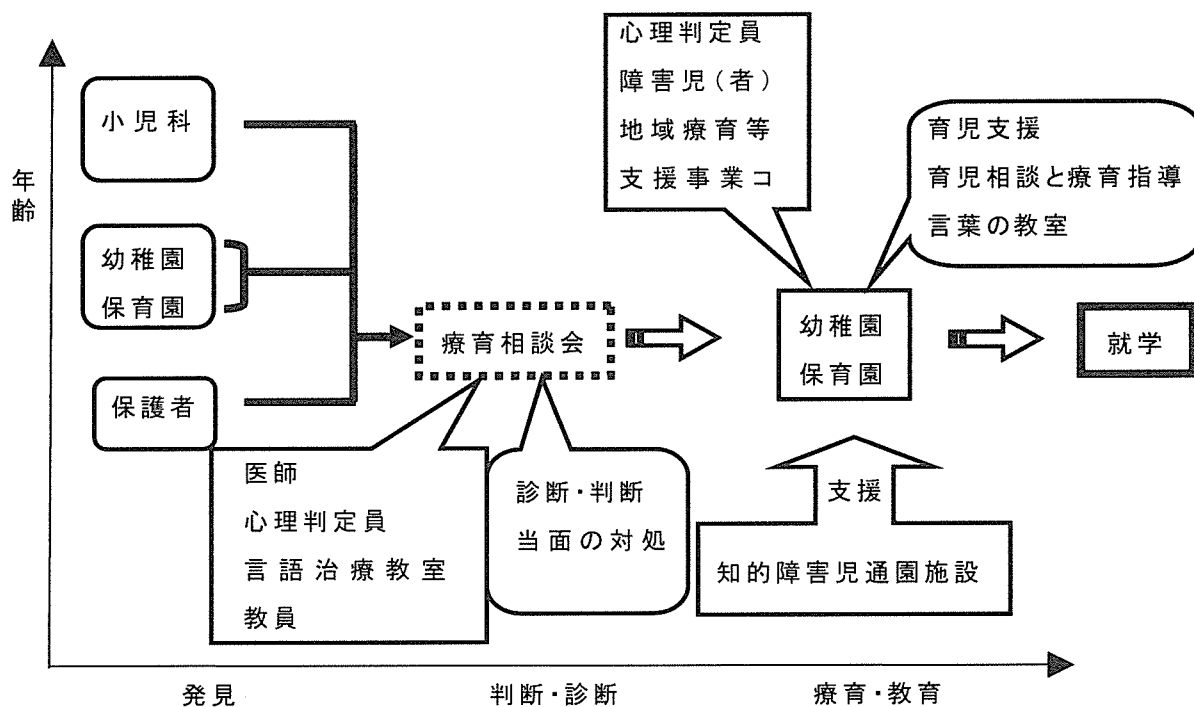 心理判定員
障害児(者)
地域療育等
支援事業コ
小児科
育児支援
育児相談と療育指導
言葉の教室
年齢
幼稚園
保育園
療育相談会
幼稚園
保育園
就学
保護者
医師
心理判定員
言語治療教室
教員
診断・判断
当面の対処
支援
知的障害児通園施設
発見
判断・診断
療育・教育